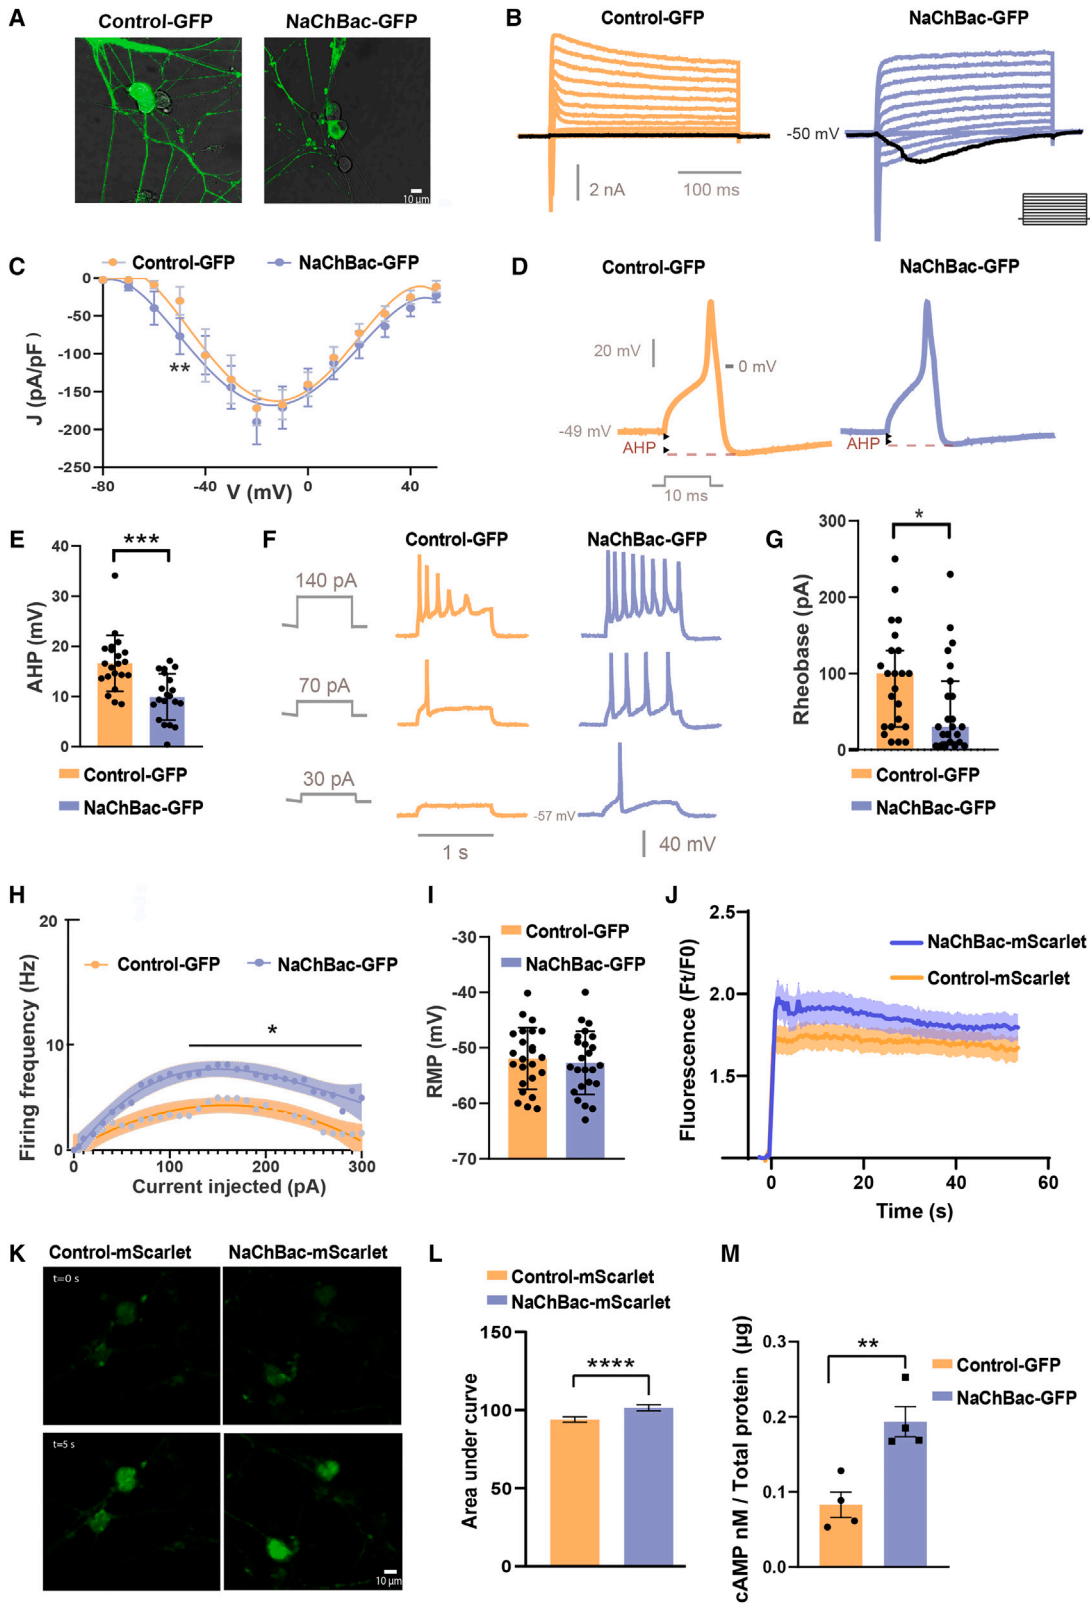 A
Control-GFP
NaChBac-GFP
10 µm
B
Control-GFP
NaChBac-GFP
-50 mV
2 nA
100 ms
C
Control-GFP
NaChBac-GFP
0
-50
-100
-150
-200
-250
J (pA/pF)
**
-80
-40
0
40
V (mV)
D
Control-GFP
NaChBac-GFP
20 mV
0 mV
-49 mV
AHP
AHP
10 ms
E
***
40
30
20
10
0
AHP (mV)
Control-GFP
NaChBac-GFP
F
Control-GFP
NaChBac-GFP
140 pA
70 pA
30 pA
-57 mV
1 s
40 mV
G
*
300
200
100
0
Rheobase (pA)
Control-GFP
NaChBac-GFP
H
20
10
0
Firing frequency (Hz)
Control-GFP
NaChBac-GFP
*
0
100
200
300
Current injected (pA)
I
Control-GFP
NaChBac-GFP
-30
-40
-50
-60
-70
RMP (mV)
J
2.5
2.0
1.5
Fluorescence (Ft/F0)
NaChBac-mScarlet
Control-mScarlet
0
20
40
60
Time (s)
K
Control-mScarlet
NaChBac-mScarlet
t=0 s
t=5 s
10 µm
L
Control-mScarlet
NaChBac-mScarlet
150
100
50
0
Area under curve
****
M
0.3
0.2
0.1
0.0
cAMP nM / Total protein (µg)
**
Control-GFP
NaChBac-GFP